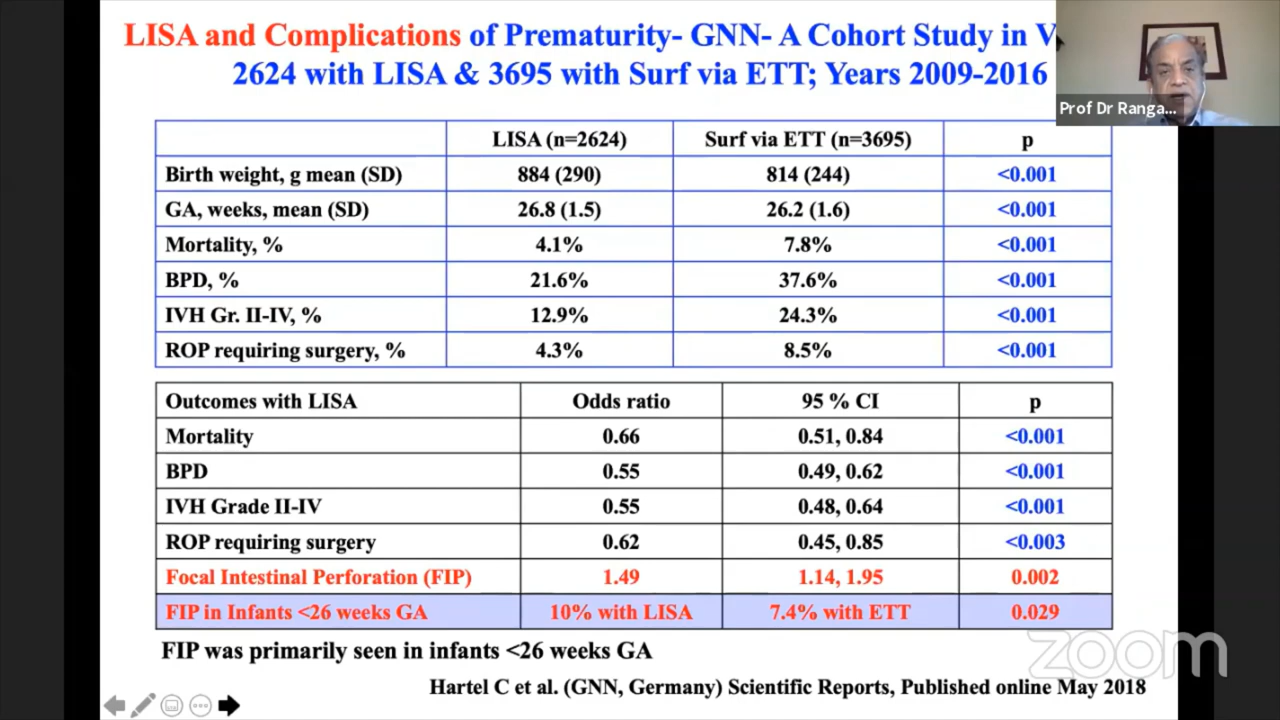 LISA and Complications of Prematurity- GNN- A Cohort Study in V
2624 with LISA & 3695 with Surf via ETT; Years 2009-2016
Prof Dr Ranga...
LISA (n=2624) Surf via ETT (n=3695) p
Birth weight, g mean (SD) 884 (290) 814 (244) <0.001
GA, weeks, mean (SD) 26.8 (1.5) 26.2 (1.6) <0.001
Mortality, % 4.1% 7.8% <0.001
BPD, % 21.6% 37.6% <0.001
IVH Gr. II-IV, % 12.9% 24.3% <0.001
ROP requiring surgery, % 4.3% 8.5% <0.001
Outcomes with LISA Odds ratio 95 % CI p
Mortality 0.66 0.51, 0.84 <0.001
BPD 0.55 0.49, 0.62 <0.001
IVH Grade II-IV 0.55 0.48, 0.64 <0.001
ROP requiring surgery 0.62 0.45, 0.85 <0.003
Focal Intestinal Perforation (FIP) 1.49 1.14, 1.95 0.002
FIP in Infants <26 weeks GA 10% with LISA 7.4% with ETT 0.029
FIP was primarily seen in infants <26 weeks GA
zoom
Hartel C et al. (GNN, Germany) Scientific Reports, Published online May 2018